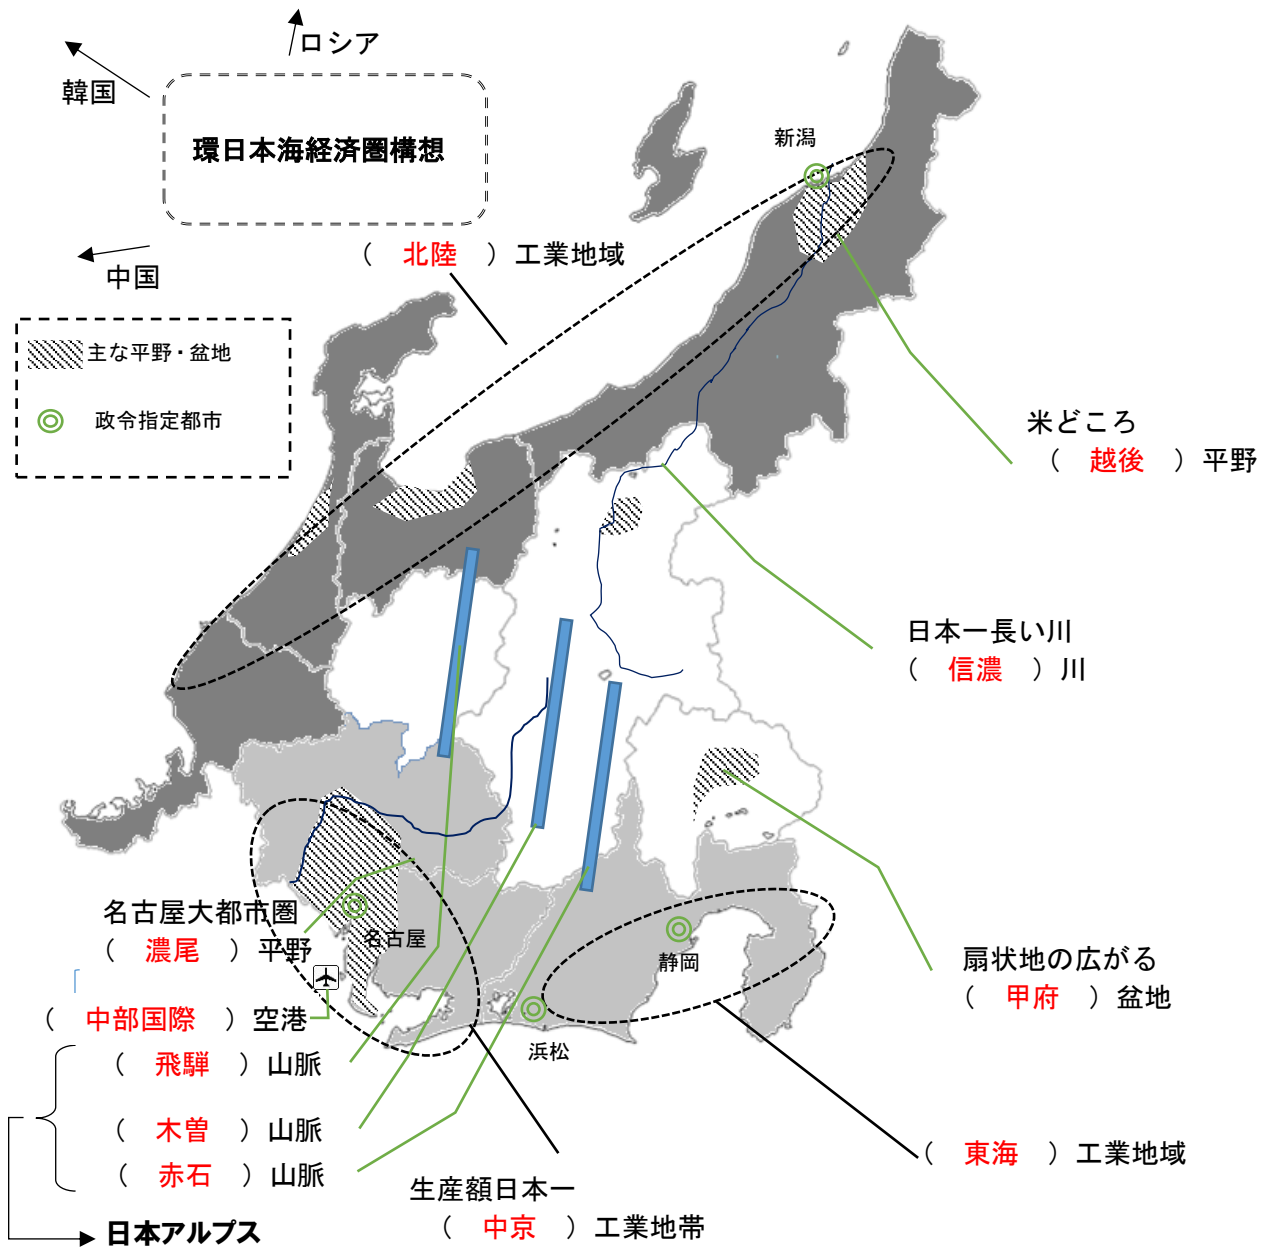 ロシア
韓国
環日本海経済圏構想
新潟
（　北陸　）工業地域
中国
主な平野・盆地
政令指定都市
米どころ
（　越後　）平野
日本一長い川
（　信濃　）川
名古屋大都市圏
（　濃尾　）平野
名古屋
静岡
扇状地の広がる
（　甲府　）盆地
（　中部国際　）空港
浜松
（　飛騨　）山脈
（　木曽　）山脈
（　赤石　）山脈
（　東海　）工業地域
生産額日本一
（　中京　）工業地帯
日本アルプス